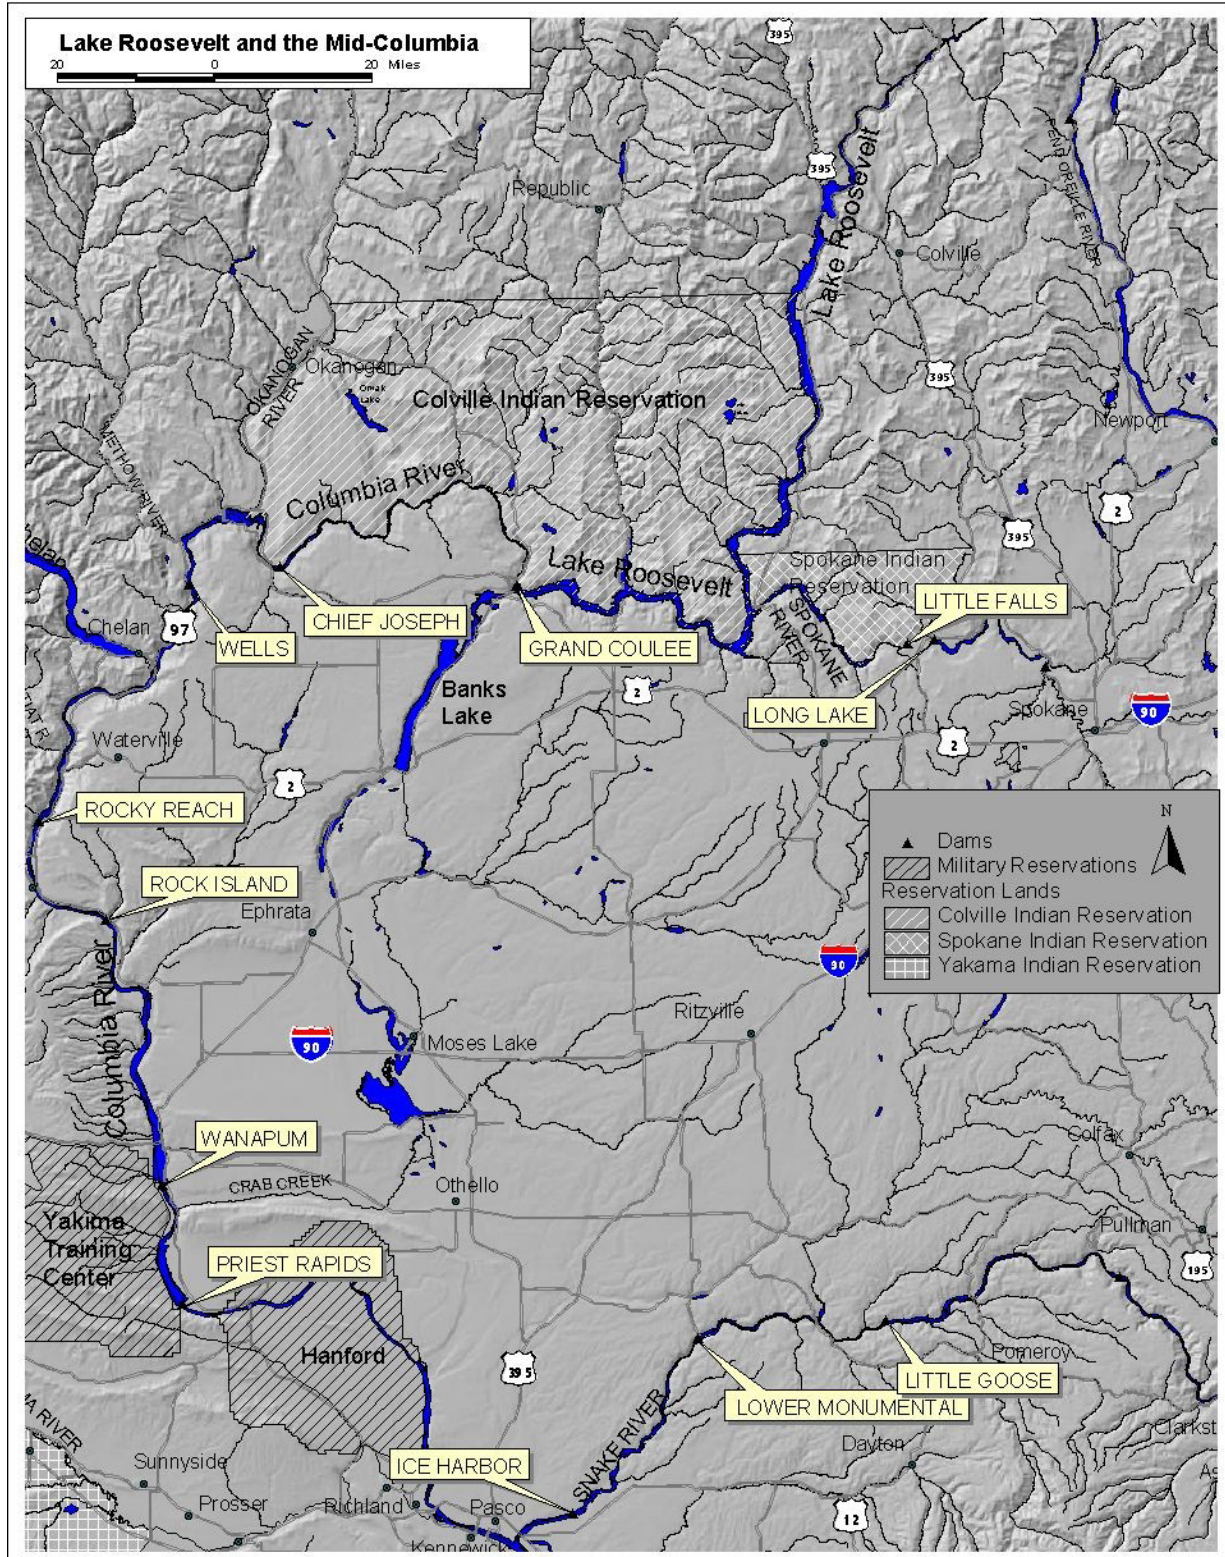 Lake Roosevelt and the Mid-Columbia
20 0 20 Miles
395
Lake Roosevelt
395
PEND OREILLE RIVER
Republic
Colville
OKANOGAN
RIVER
Okanogan
Omak
Lake
Colville Indian Reservation
395
Newport
METHOW RIVER
Columbia River
2
395
Lake Roosevelt
Spokane Indian
Reservation
LITTLE FALLS
Chelan
97
WELLS
CHIEF JOSEPH
GRAND COULEE
SPOKANE
RIVER
Banks
Lake
2
LONG LAKE
Spokane
90
Waterville
2
2
ROCKY REACH
N
Dams
Military Reservations
Reservation Lands
Colville Indian Reservation
Spokane Indian Reservation
Yakama Indian Reservation
ROCK ISLAND
Ephrata
90
Columbia River
Ritzville
90
Moses Lake
WANAPUM
Colfax
CRAB CREEK
Othello
Yakima
Training
Center
Pullman
PRIEST RAPIDS
195
Hanford
395
Pomeroy
LITTLE GOOSE
LOWER MONUMENTAL
MA RIVER
Clarkst
SNAKE RIVER
Dayton
Sunnyside
ICE HARBOR
As
Prosser
Richland
Pasco
12
Kennewick